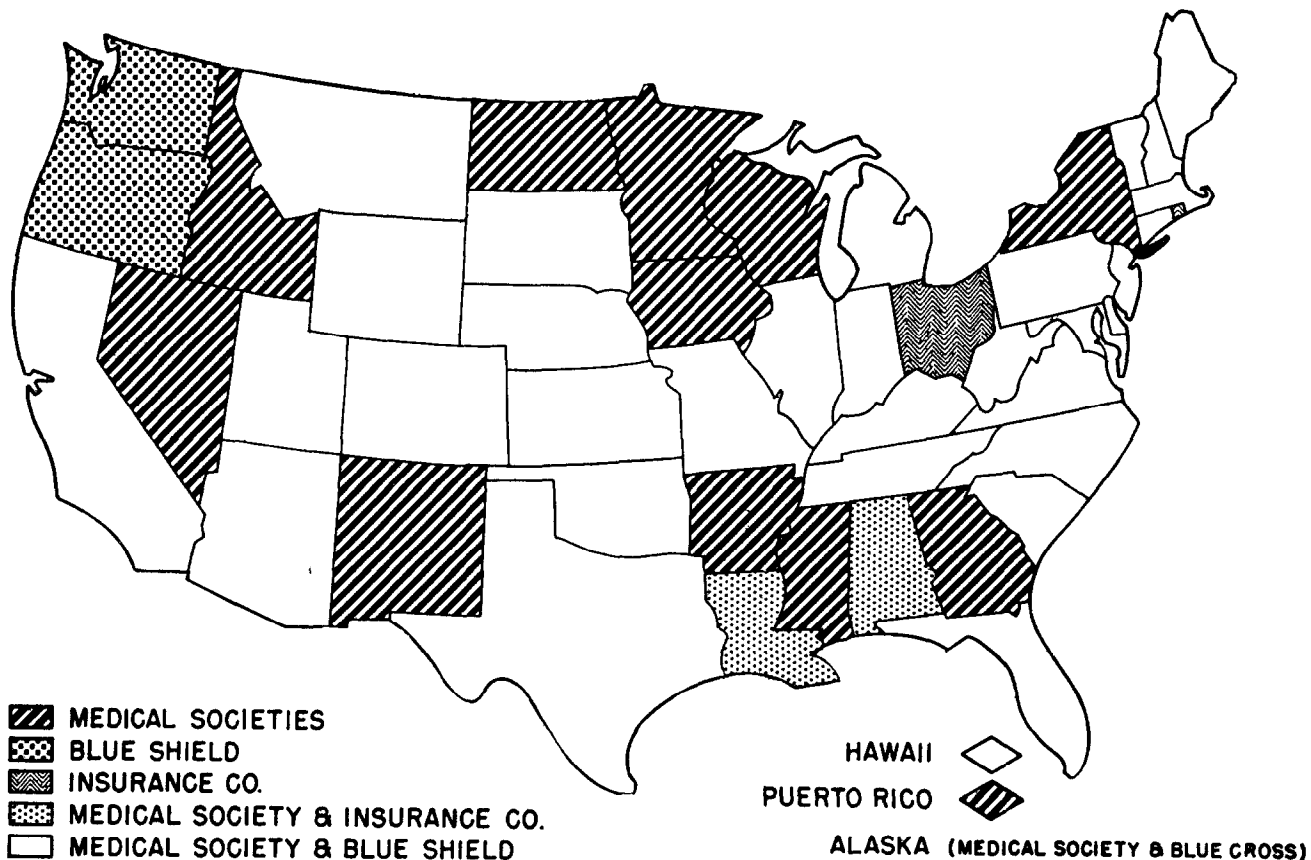 MEDICAL SOCIETIES
BLUE SHIELD
INSURANCE CO.
MEDICAL SOCIETY & INSURANCE CO.
MEDICAL SOCIETY & BLUE SHIELD
HAWAII
PUERTO RICO
ALASKA (MEDICAL SOCIETY & BLUE CROSS)